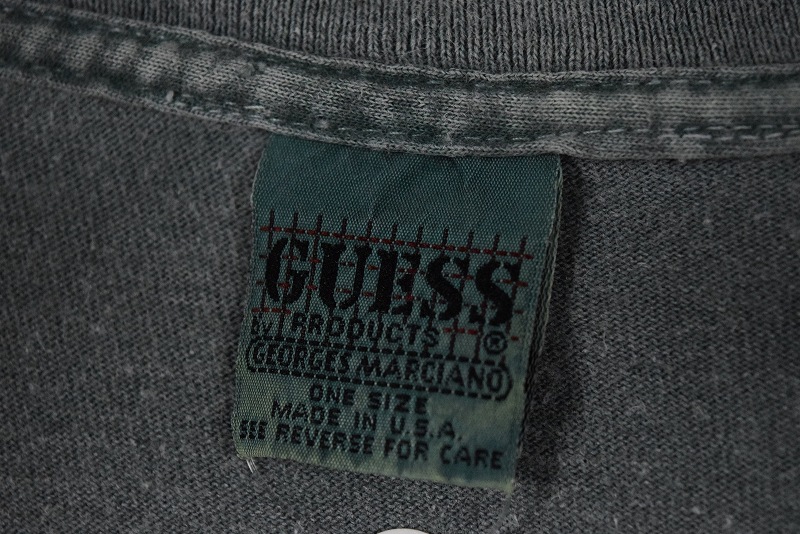 GUESS
by PRODUCTS ®
GEORGES MARCIANO
ONE SIZE
MADE IN U.S.A.
SEE REVERSE FOR CARE